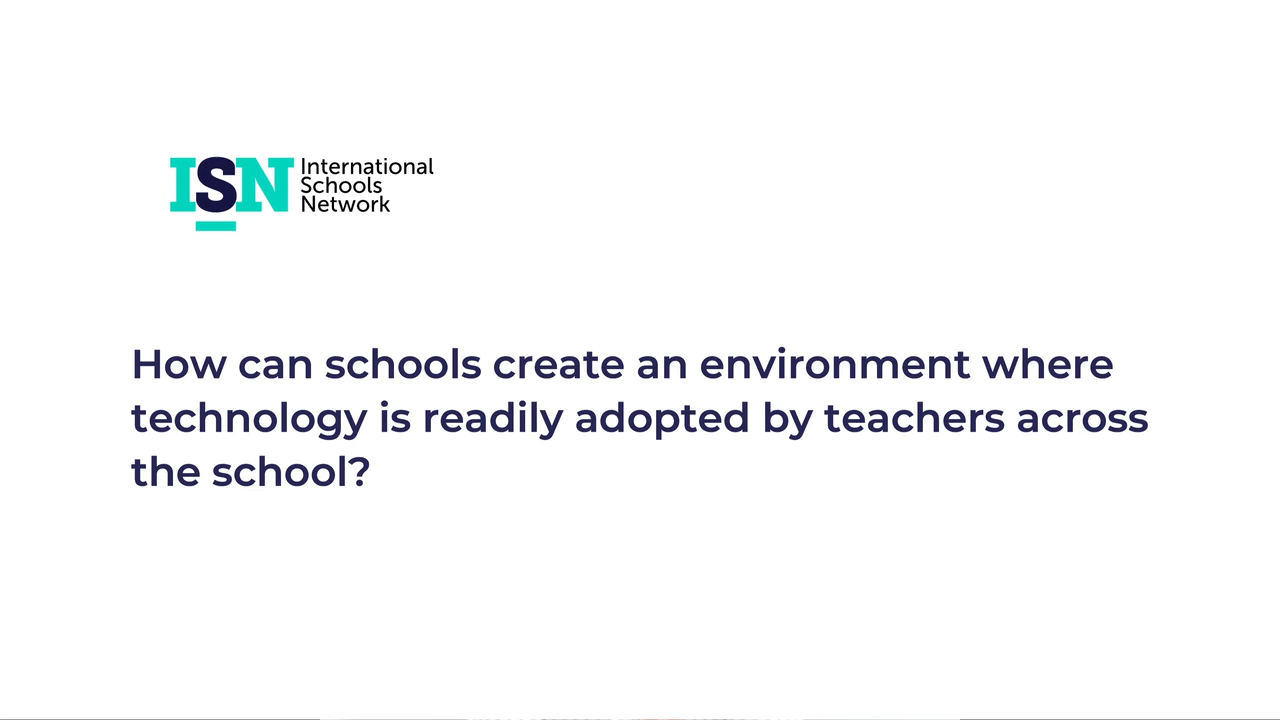 ISN
International
Schools
Network
How can schools create an environment where
technology is readily adopted by teachers across
the school?